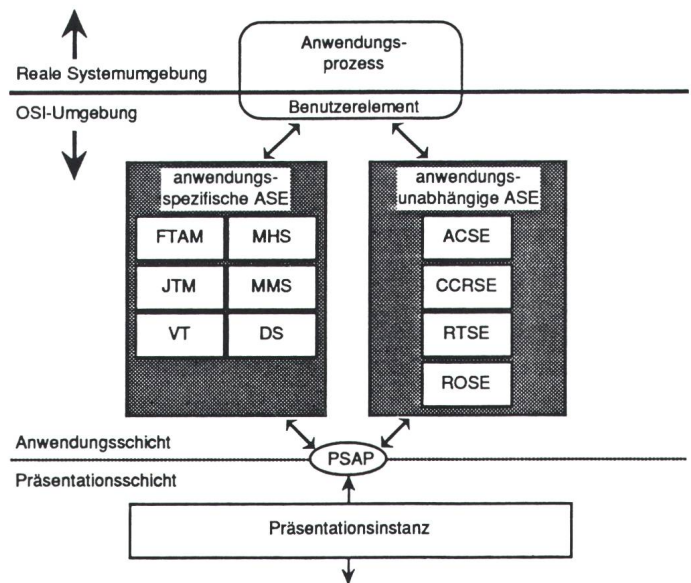 Anwendungs-
prozess
Reale Systemumgebung
Benutzerelement
OSI-Umgebung
anwendungs-
spezifische ASE
FTAM
MHS
JTM
MMS
VT
DS
anwendungs-
unabhängige ASE
ACSE
CCRSE
RTSE
ROSE
Anwendungsschicht
PSAP
Präsentationsschicht
Präsentationsinstanz